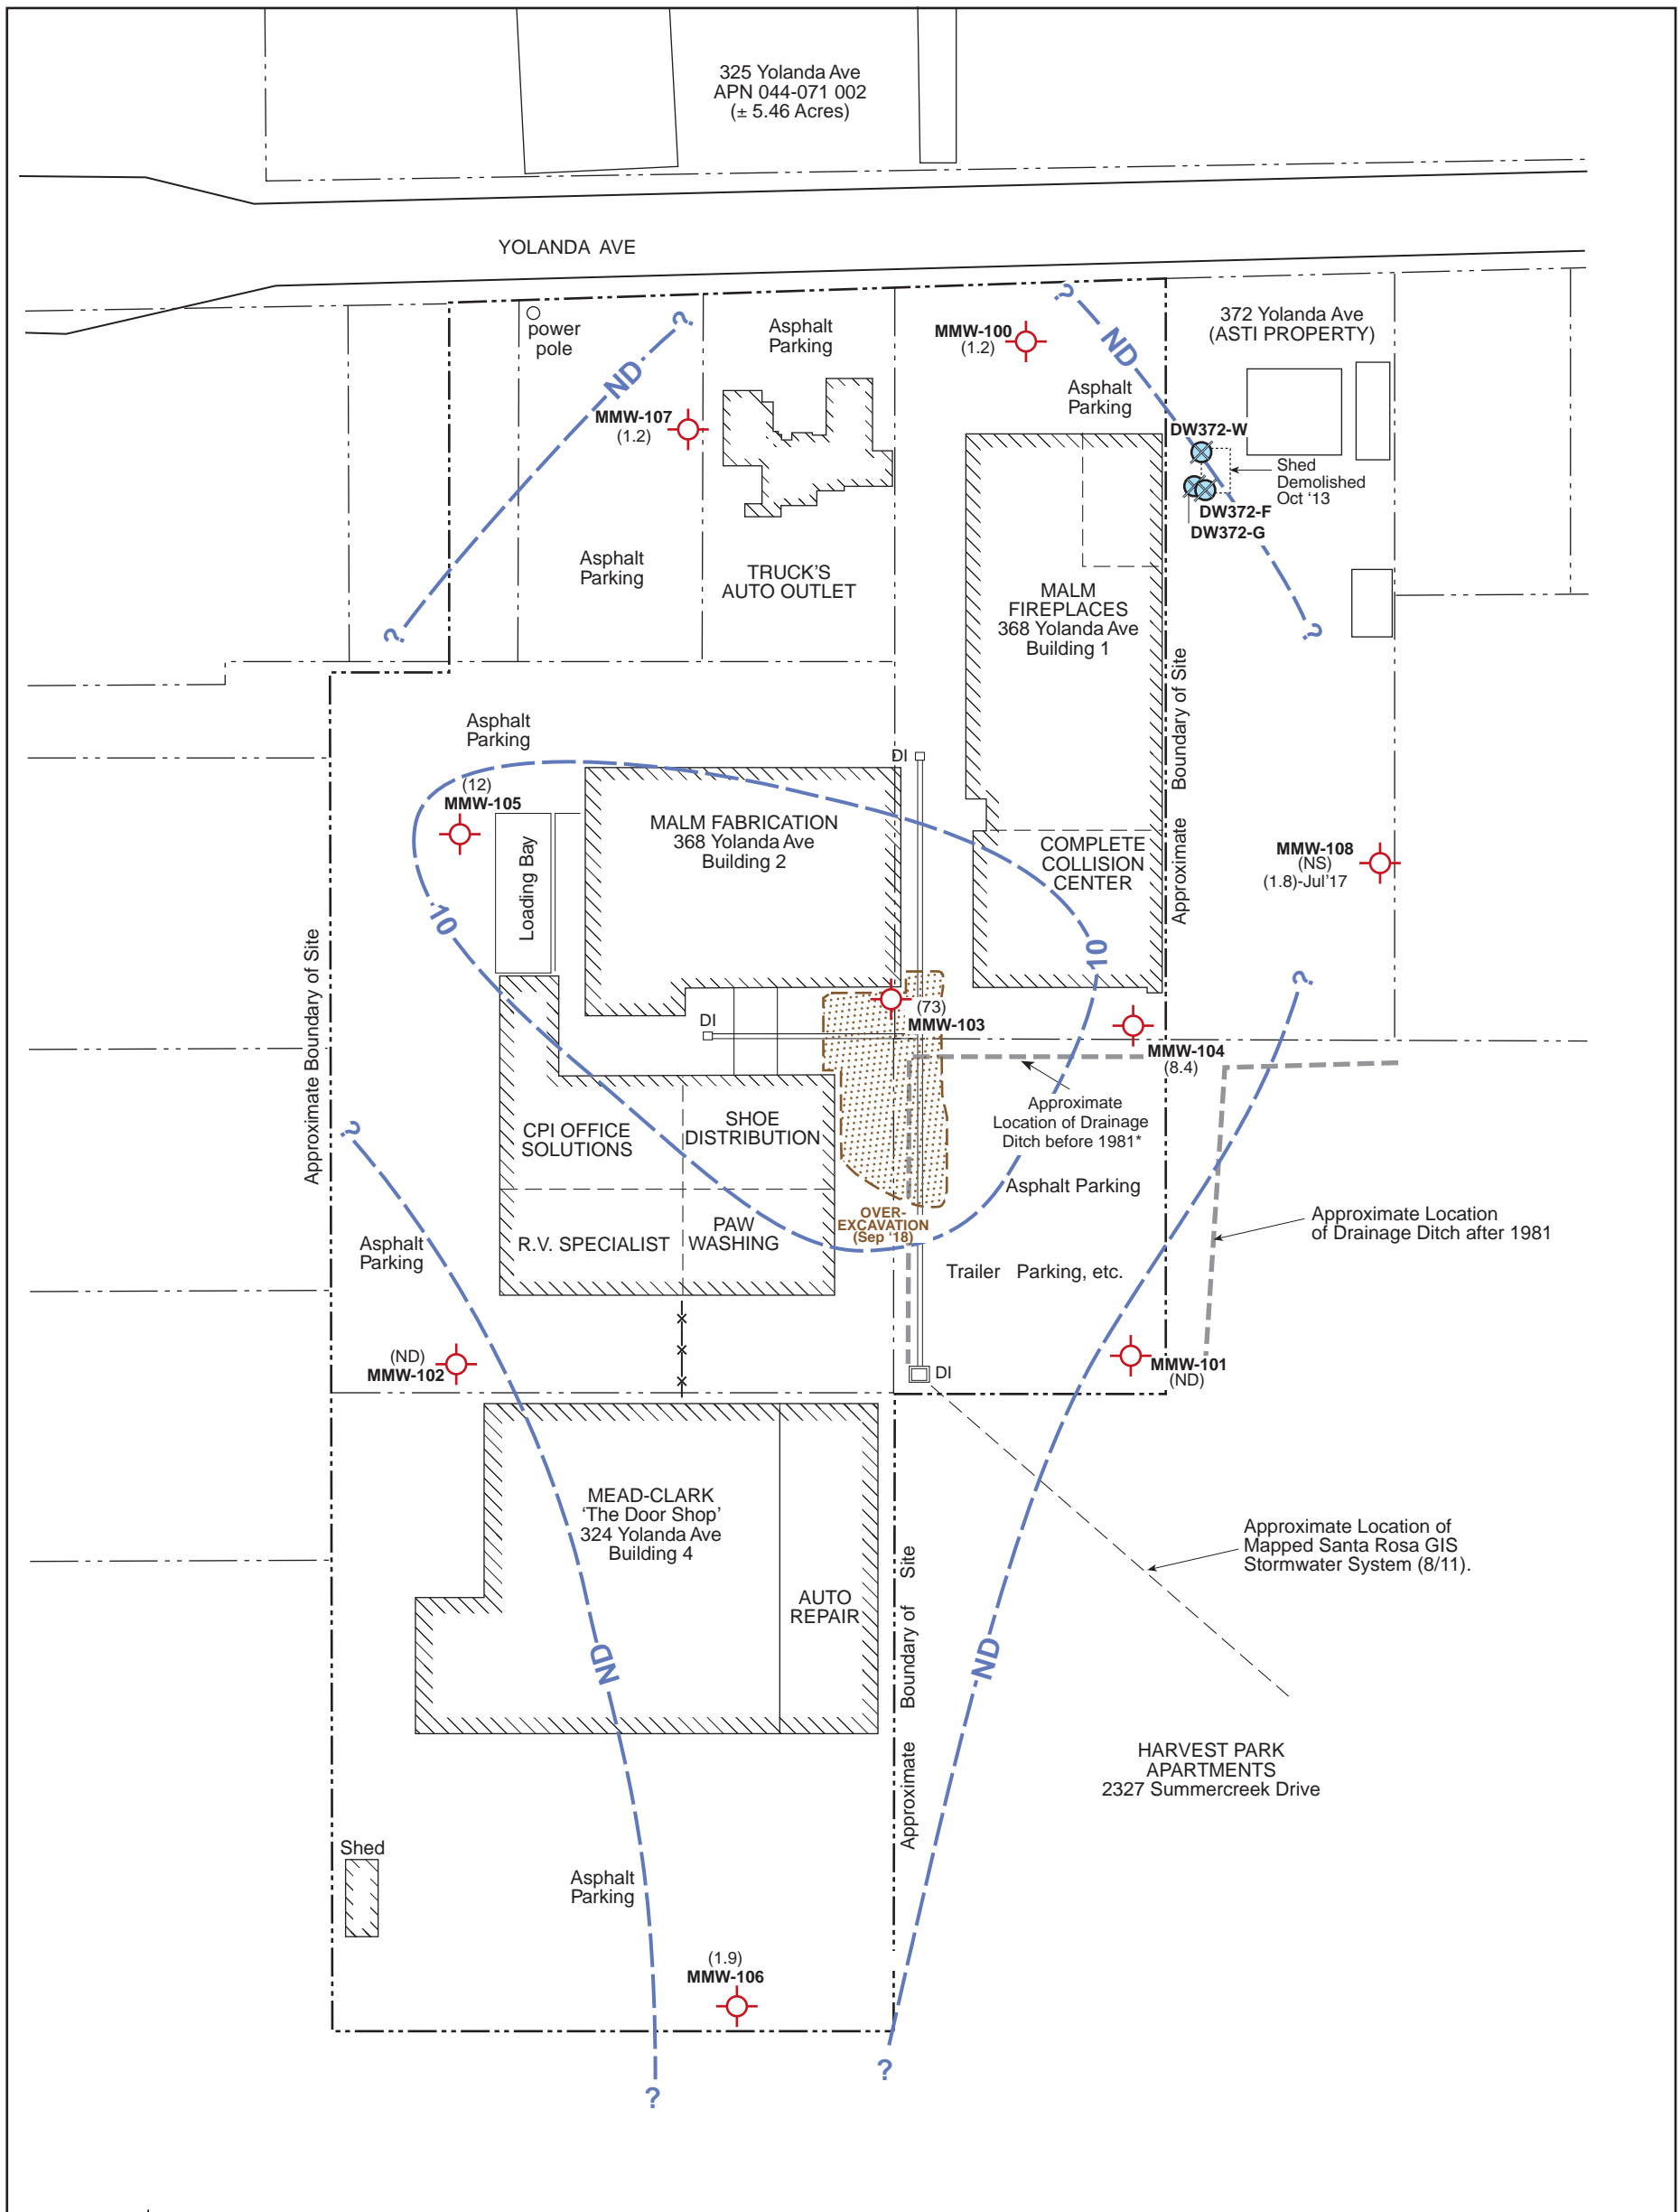 325 Yolanda Ave
APN 044-071 002
(± 5.46 Acres)
YOLANDA AVE
power
pole
?
ND
?
Asphalt
Parking
MMW-100
(1.2)
?
ND
?
372 Yolanda Ave
(ASTI PROPERTY)
Asphalt
Parking
MMW-107
(1.2)
DW372-W
Shed
Demolished
Oct ‘13
DW372-F
DW372-G
Asphalt
Parking
TRUCK'S
AUTO OUTLET
MALM
FIREPLACES
368 Yolanda Ave
Building 1
Approximate Boundary of Site
Asphalt
Parking
DI
(12)
MMW-105
Loading Bay
MALM FABRICATION
368 Yolanda Ave
Building 2
COMPLETE
COLLISION
CENTER
MMW-108
(NS)
(1.8)-Jul’17
10
10
Approximate Boundary of Site
?
DI
(73)
MMW-103
MMW-104
(8.4)
Approximate
Location of Drainage
Ditch before 1981*
?
CPI OFFICE
SOLUTIONS
SHOE
DISTRIBUTION
Asphalt Parking
OVER-
EXCAVATION
(Sep ‘18)
Approximate Location
of Drainage Ditch after 1981
Asphalt
Parking
R.V. SPECIALIST
PAW
WASHING
Trailer Parking, etc.
(ND)
MMW-102
DI
MMW-101
(ND)
MEAD-CLARK
‘The Door Shop’
324 Yolanda Ave
Building 4
AUTO
REPAIR
Approximate Boundary of Site
Approximate Location of
Mapped Santa Rosa GIS
Stormwater System (8/11).
ND
ND
HARVEST PARK
APARTMENTS
2327 Summercreek Drive
Shed
Asphalt
Parking
(1.9)
MMW-106
?
?